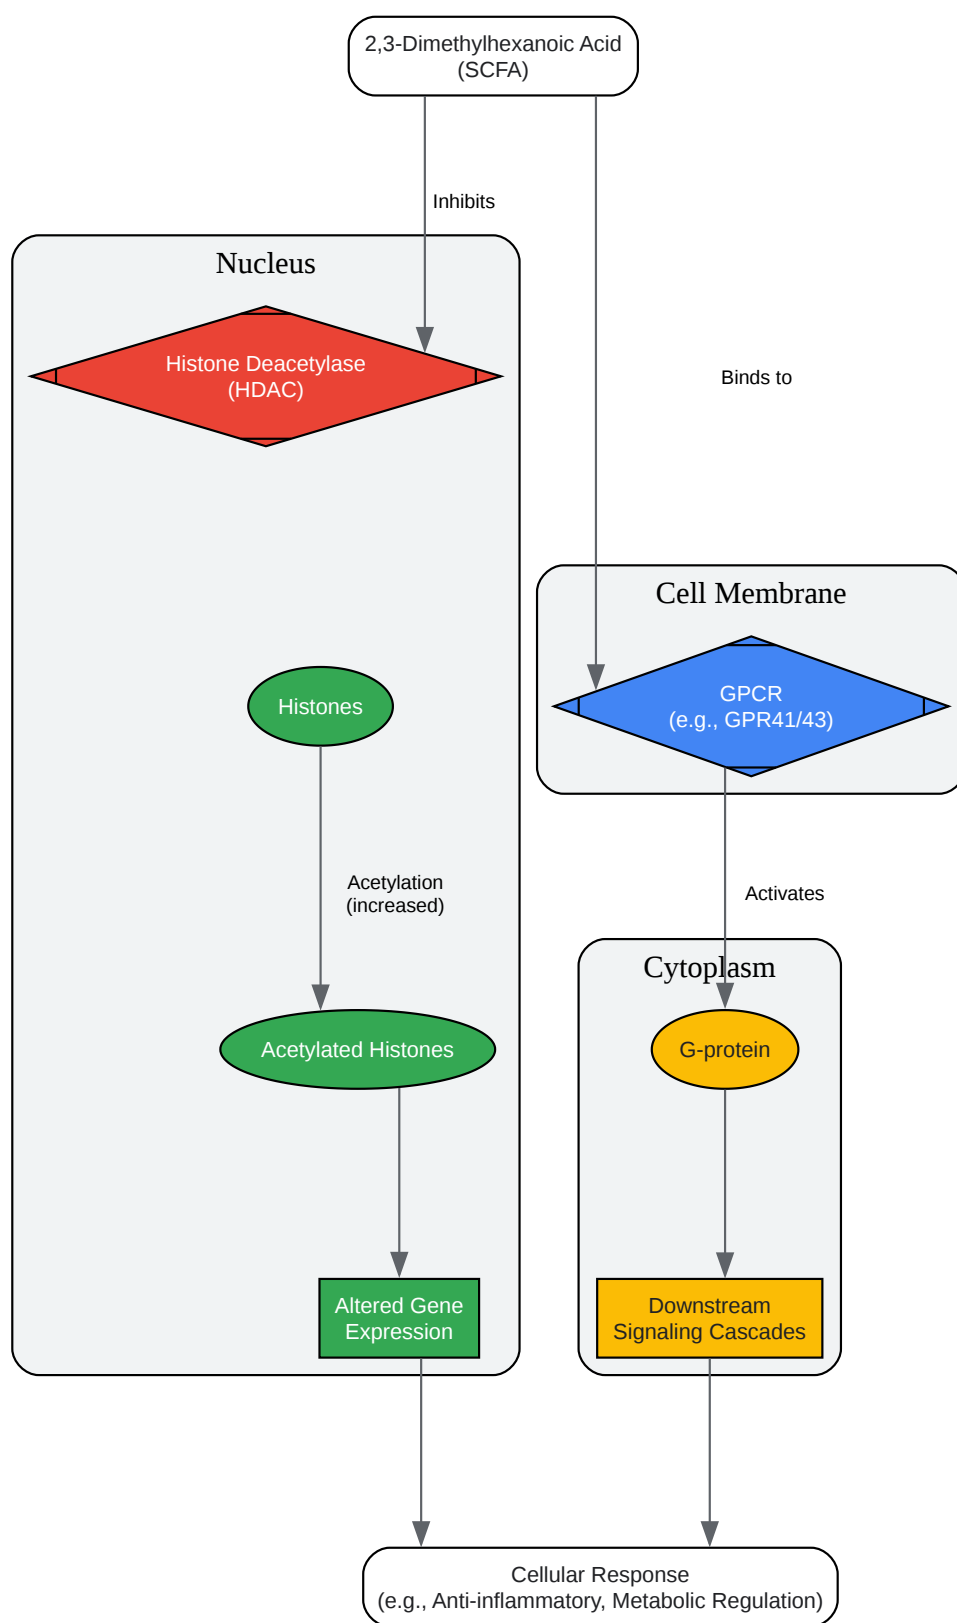 2,3-Dimethylhexanoic Acid
(SCFA)
Inhibits
Nucleus
Histone Deacetylase
(HDAC)
Binds to
Cell Membrane
Histones
GPCR
(e.g., GPR41/43)
Acetylation
(increased)
Activates
Cytoplasm
Acetylated Histones
G-protein
Altered Gene
Expression
Downstream
Signaling Cascades
Cellular Response
(e.g., Anti-inflammatory, Metabolic Regulation)